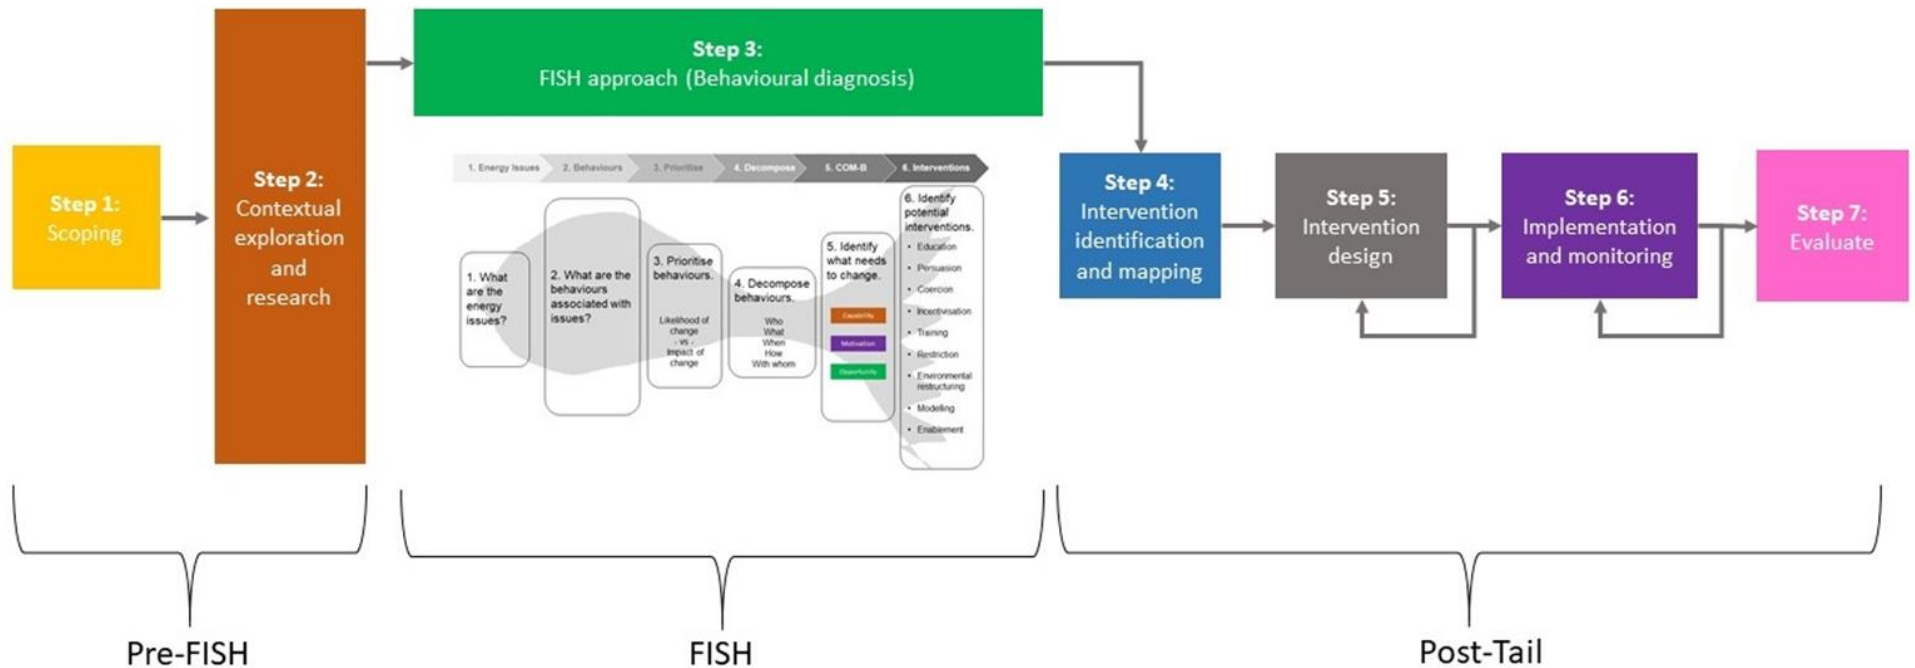 Step 1:
Scoping
Step 2:
Contextual
exploration
and
research
Step 3:
FISH approach (Behavioural diagnosis)
1. Energy Issues
2. Behaviours
3. Prioritise
4. Decompose
5. COM-B
6. Interventions
1. What
are the
energy
issues?
2. What are the
behaviours
associated with
issues?
3. Prioritise
behaviours.
Likelihood of
change
- vs -
Impact of
change
4. Decompose
behaviours.
Who
What
When
How
With whom
5. Identify
what needs
to change.
Capability
Motivation
Opportunity
6. Identify
potential
interventions.
• Education
• Persuasion
• Coercion
• Incentivisation
• Training
• Restriction
• Environmental
restructuring
• Modelling
• Enablement
Step 4:
Intervention
identification
and mapping
Step 5:
Intervention
design
Step 6:
Implementation
and monitoring
Step 7:
Evaluate
Pre-FISH
FISH
Post-Tail